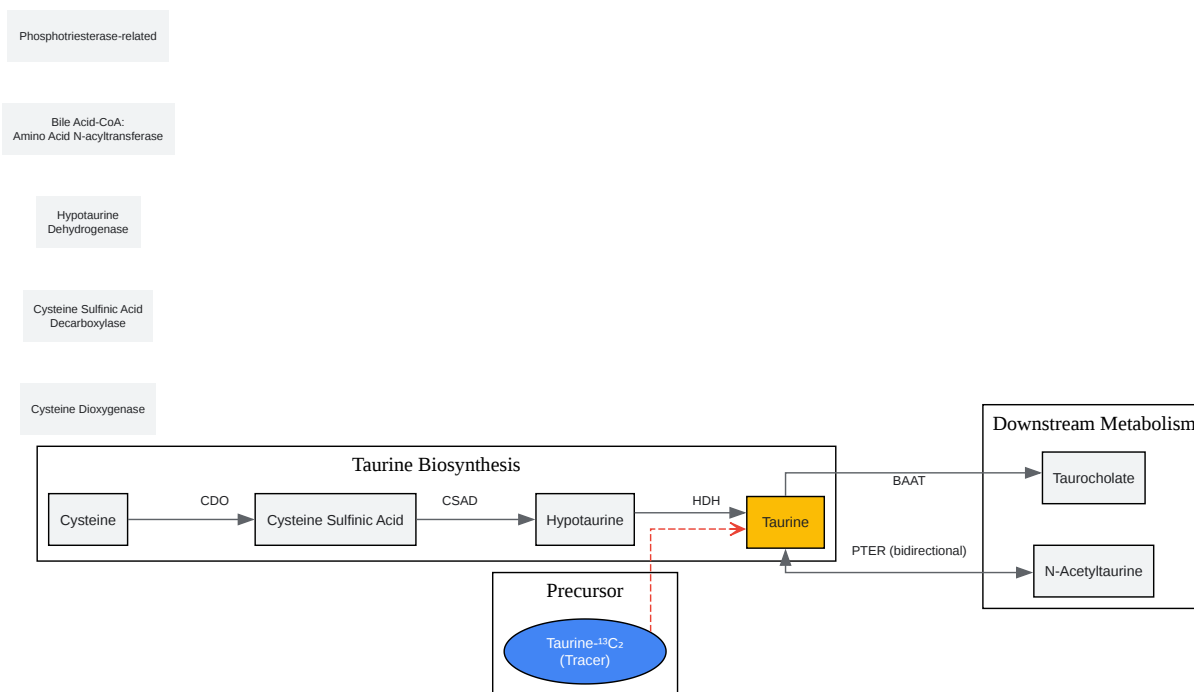 Phosphotriesterase-related
Bile Acid-CoA:
Amino Acid N-acyltransferase
Hypotaurine
Dehydrogenase
Cysteine Sulfinic Acid
Decarboxylase
Cysteine Dioxygenase
Downstream Metabolism
Taurine Biosynthesis
Taurocholate
BAAT
CDO
CSAD
HDH
Cysteine
Cysteine Sulfinic Acid
Hypotaurine
Taurine
PTER (bidirectional)
N-Acetyltaurine
Precursor
Taurine-¹³C₂
(Tracer)